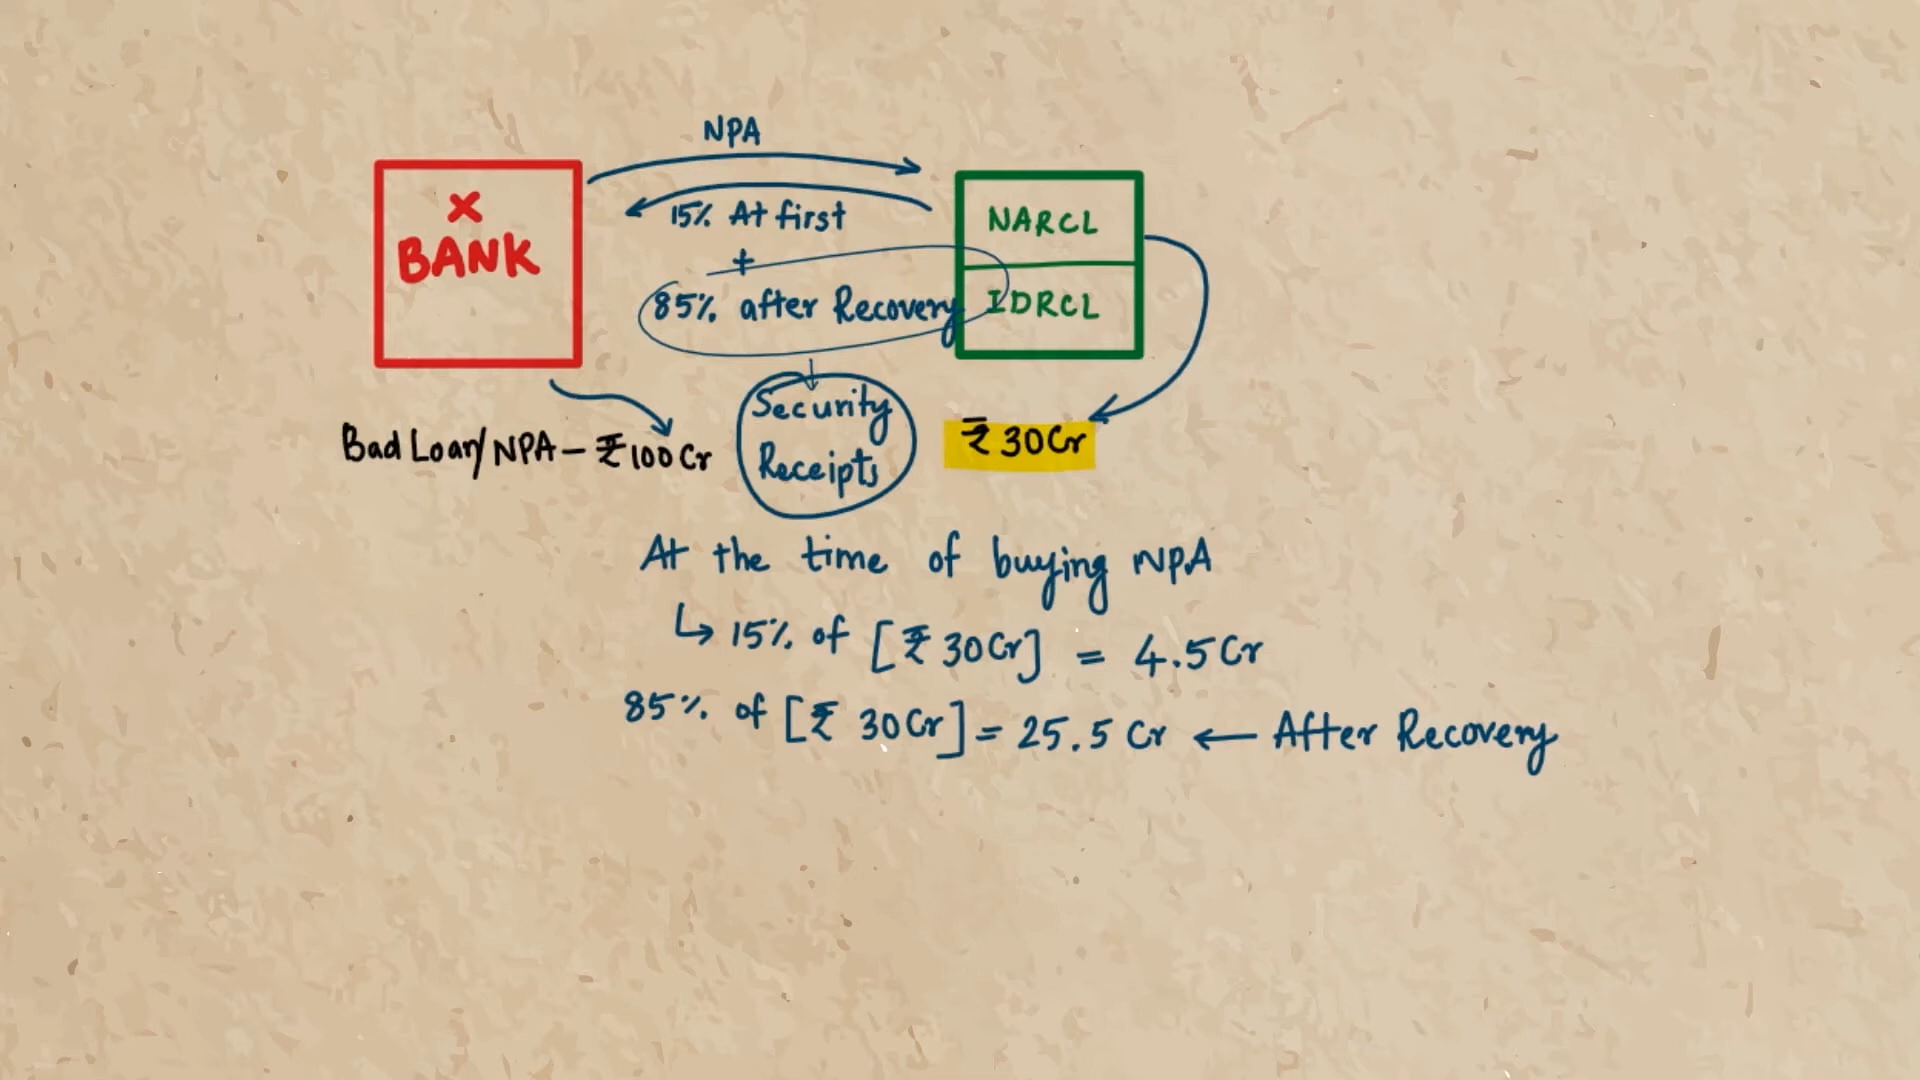 NPA
X
BANK
15% At first
+
85% after Recovery
NARCL
IDRCL
Bad Loan/NPA - ₹100Cr
Security
Receipts
₹ 30Cr
At the time of buying NPA
↳ 15% of [₹ 30Cr] = 4.5Cr
85% of [₹ 30Cr] = 25.5 Cr ← After Recovery